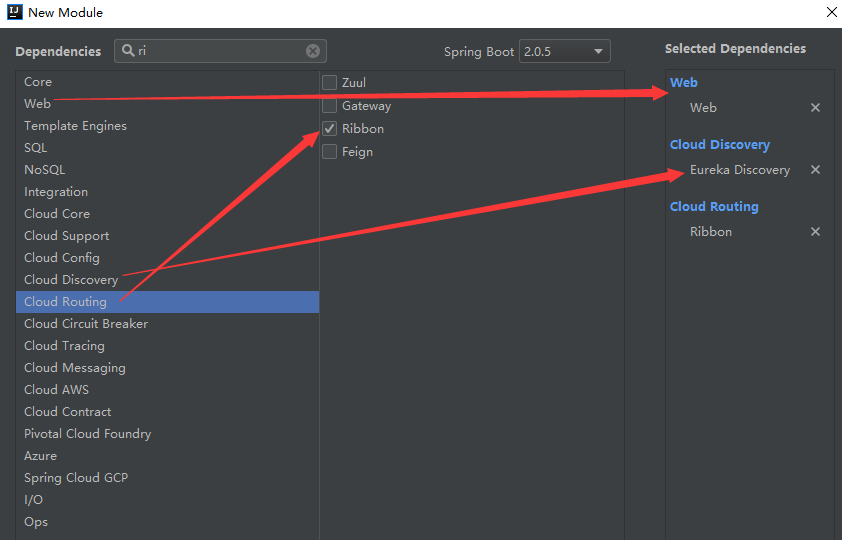 New Module
Dependencies
ri
Spring Boot 2.0.5
Selected Dependencies
Core
Web
Template Engines
SQL
NoSQL
Integration
Cloud Core
Cloud Support
Cloud Config
Cloud Discovery
Cloud Routing
Cloud Circuit Breaker
Cloud Tracing
Cloud Messaging
Cloud AWS
Cloud Contract
Pivotal Cloud Foundry
Azure
Spring Cloud GCP
I/O
Ops
Zuul
Gateway
Ribbon
Feign
Web
Web
Cloud Discovery
Eureka Discovery
Cloud Routing
Ribbon